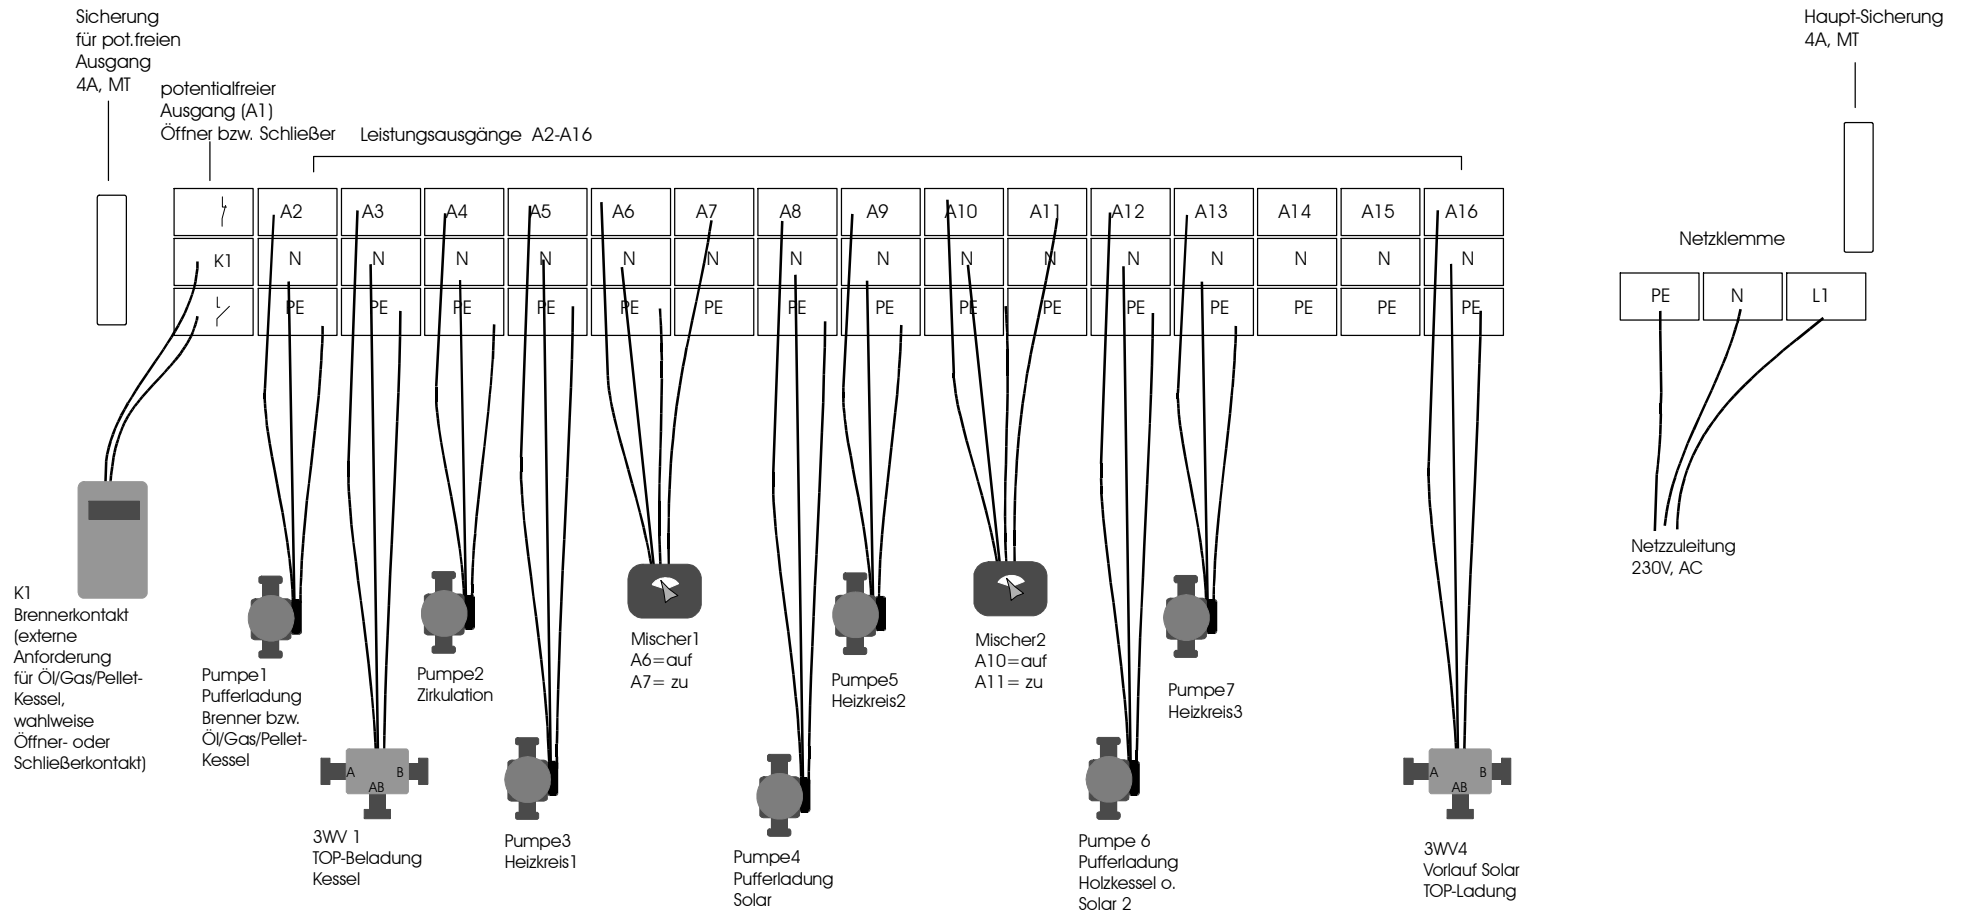 Sicherung
für pot.freien
Ausgang
4A, MT
potentialfreier
Ausgang (A1)
Öffner bzw. Schließer
Leistungsausgänge A2-A16
Haupt-Sicherung
4A, MT
A2 A3 A4 A5 A6 A7 A8 A9 A10 A11 A12 A13 A14 A15 A16
K1 N N N N N N N N N N N N N N N
PE PE PE PE PE PE PE PE PE PE PE PE PE PE PE
Netzklemme
PE N L1
Netzzuleitung
230V, AC
K1
Brennerkontakt
(externe
Anforderung
für Öl/Gas/Pellet-
Kessel,
wahlweise
Öffner- oder
Schließerkontakt)
Pumpe1
Pufferladung
Brenner bzw.
Öl/Gas/Pellet-
Kessel
A B
AB
3WV 1
TOP-Beladung
Kessel
Pumpe2
Zirkulation
Pumpe3
Heizkreis1
Mischer1
A6=auf
A7= zu
Pumpe4
Pufferladung
Solar
Pumpe5
Heizkreis2
Mischer2
A10=auf
A11= zu
Pumpe 6
Pufferladung
Holzkessel o.
Solar 2
Pumpe7
Heizkreis3
A B
AB
3WV4
Vorlauf Solar
TOP-Ladung